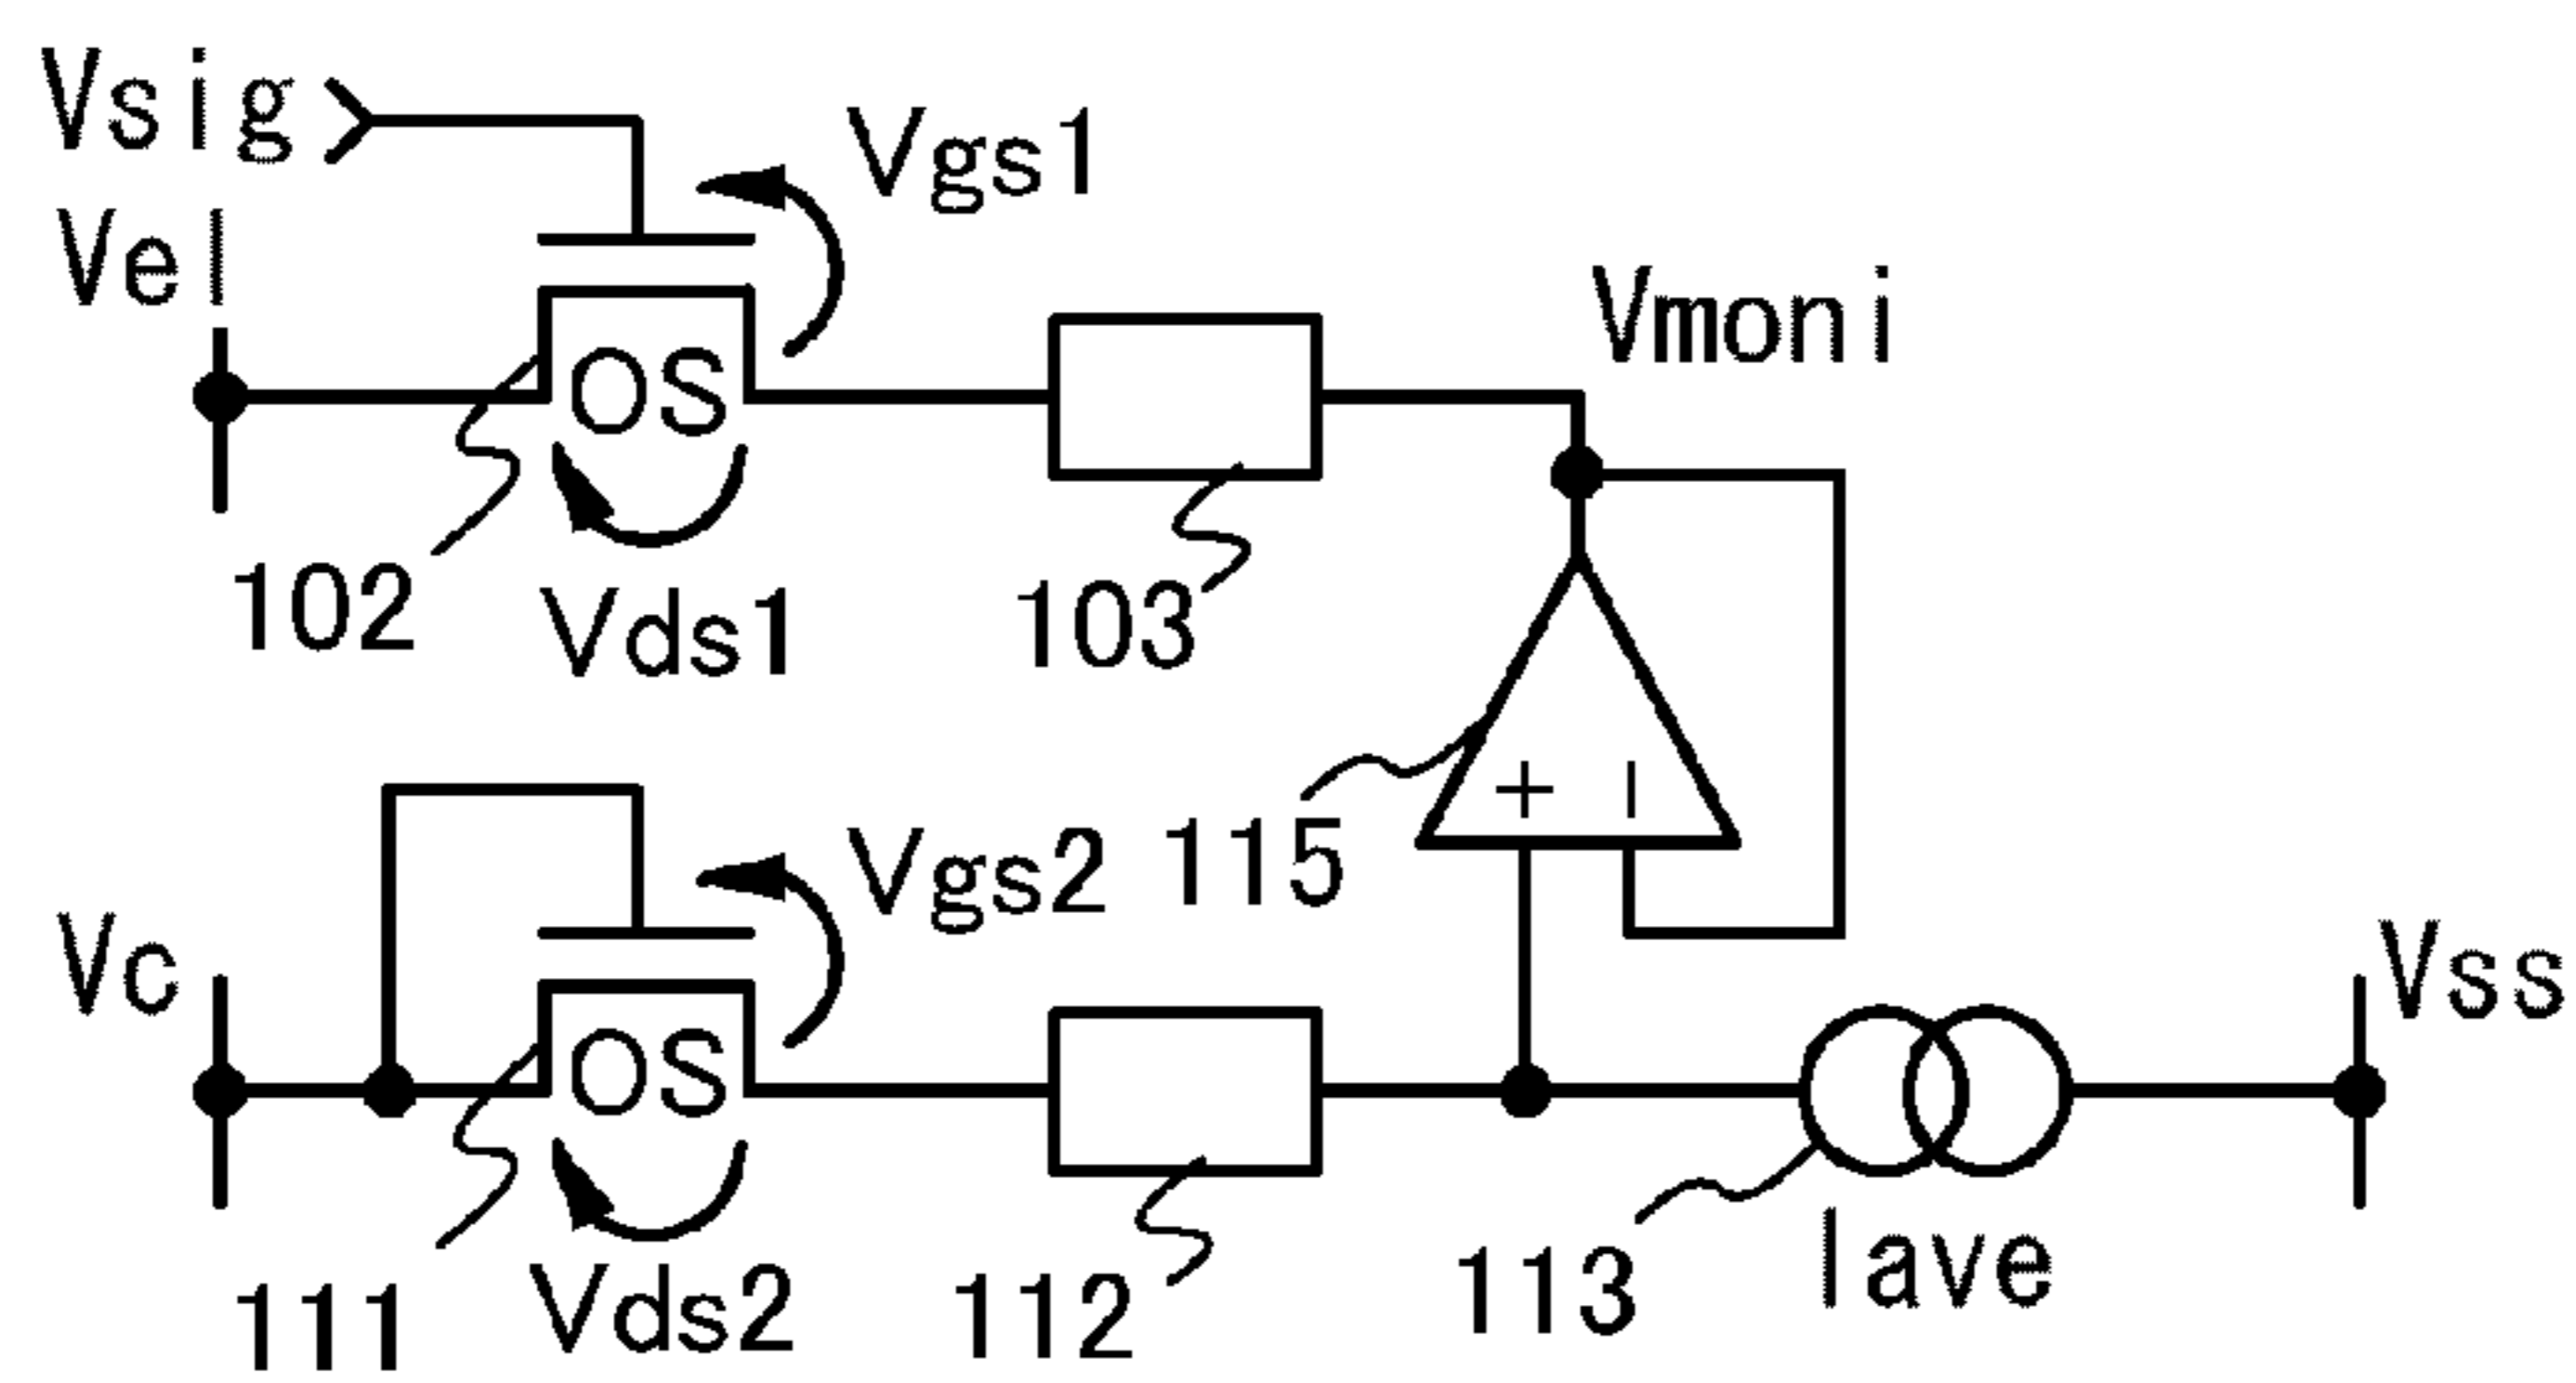 Vsig
Vgs1
Vel
Vmoni
OS
102
Vds1
103
+ −
115
Vgs2
Vc
Vss
OS
111
Vds2
112
113
Iave